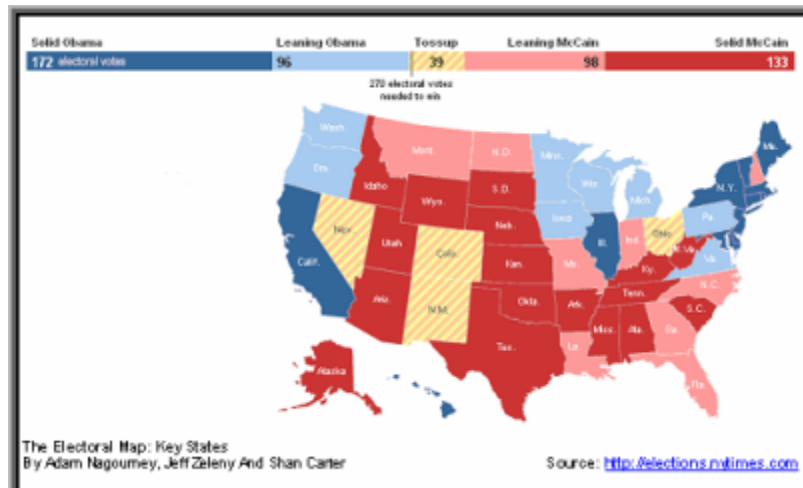 Solid Obama Leaning Obama Tossup Leaning McCain Solid McCain
172 electoral votes 96 39 98 133
270 electoral votes
needed to win
Wash.
Mont.
N.D.
Minn.
Me.
Ore.
Idaho
Wyo.
S.D.
Wis.
Mich.
N.Y.
Nev.
Utah
Colo.
Neb.
Iowa
Ill.
Ind.
Ohio
Pa.
Calif.
Kan.
Mo.
Ky.
W.Va.
Va.
Ariz.
N.M.
Okla.
Ark.
Tenn.
N.C.
S.C.
Tex.
La.
Miss.
Ala.
Ga.
Fla.
Alaska
The Electoral Map: Key States
By Adam Nagourney, Jeff Zeleny And Shan Carter Source: http://elections.nytimes.com